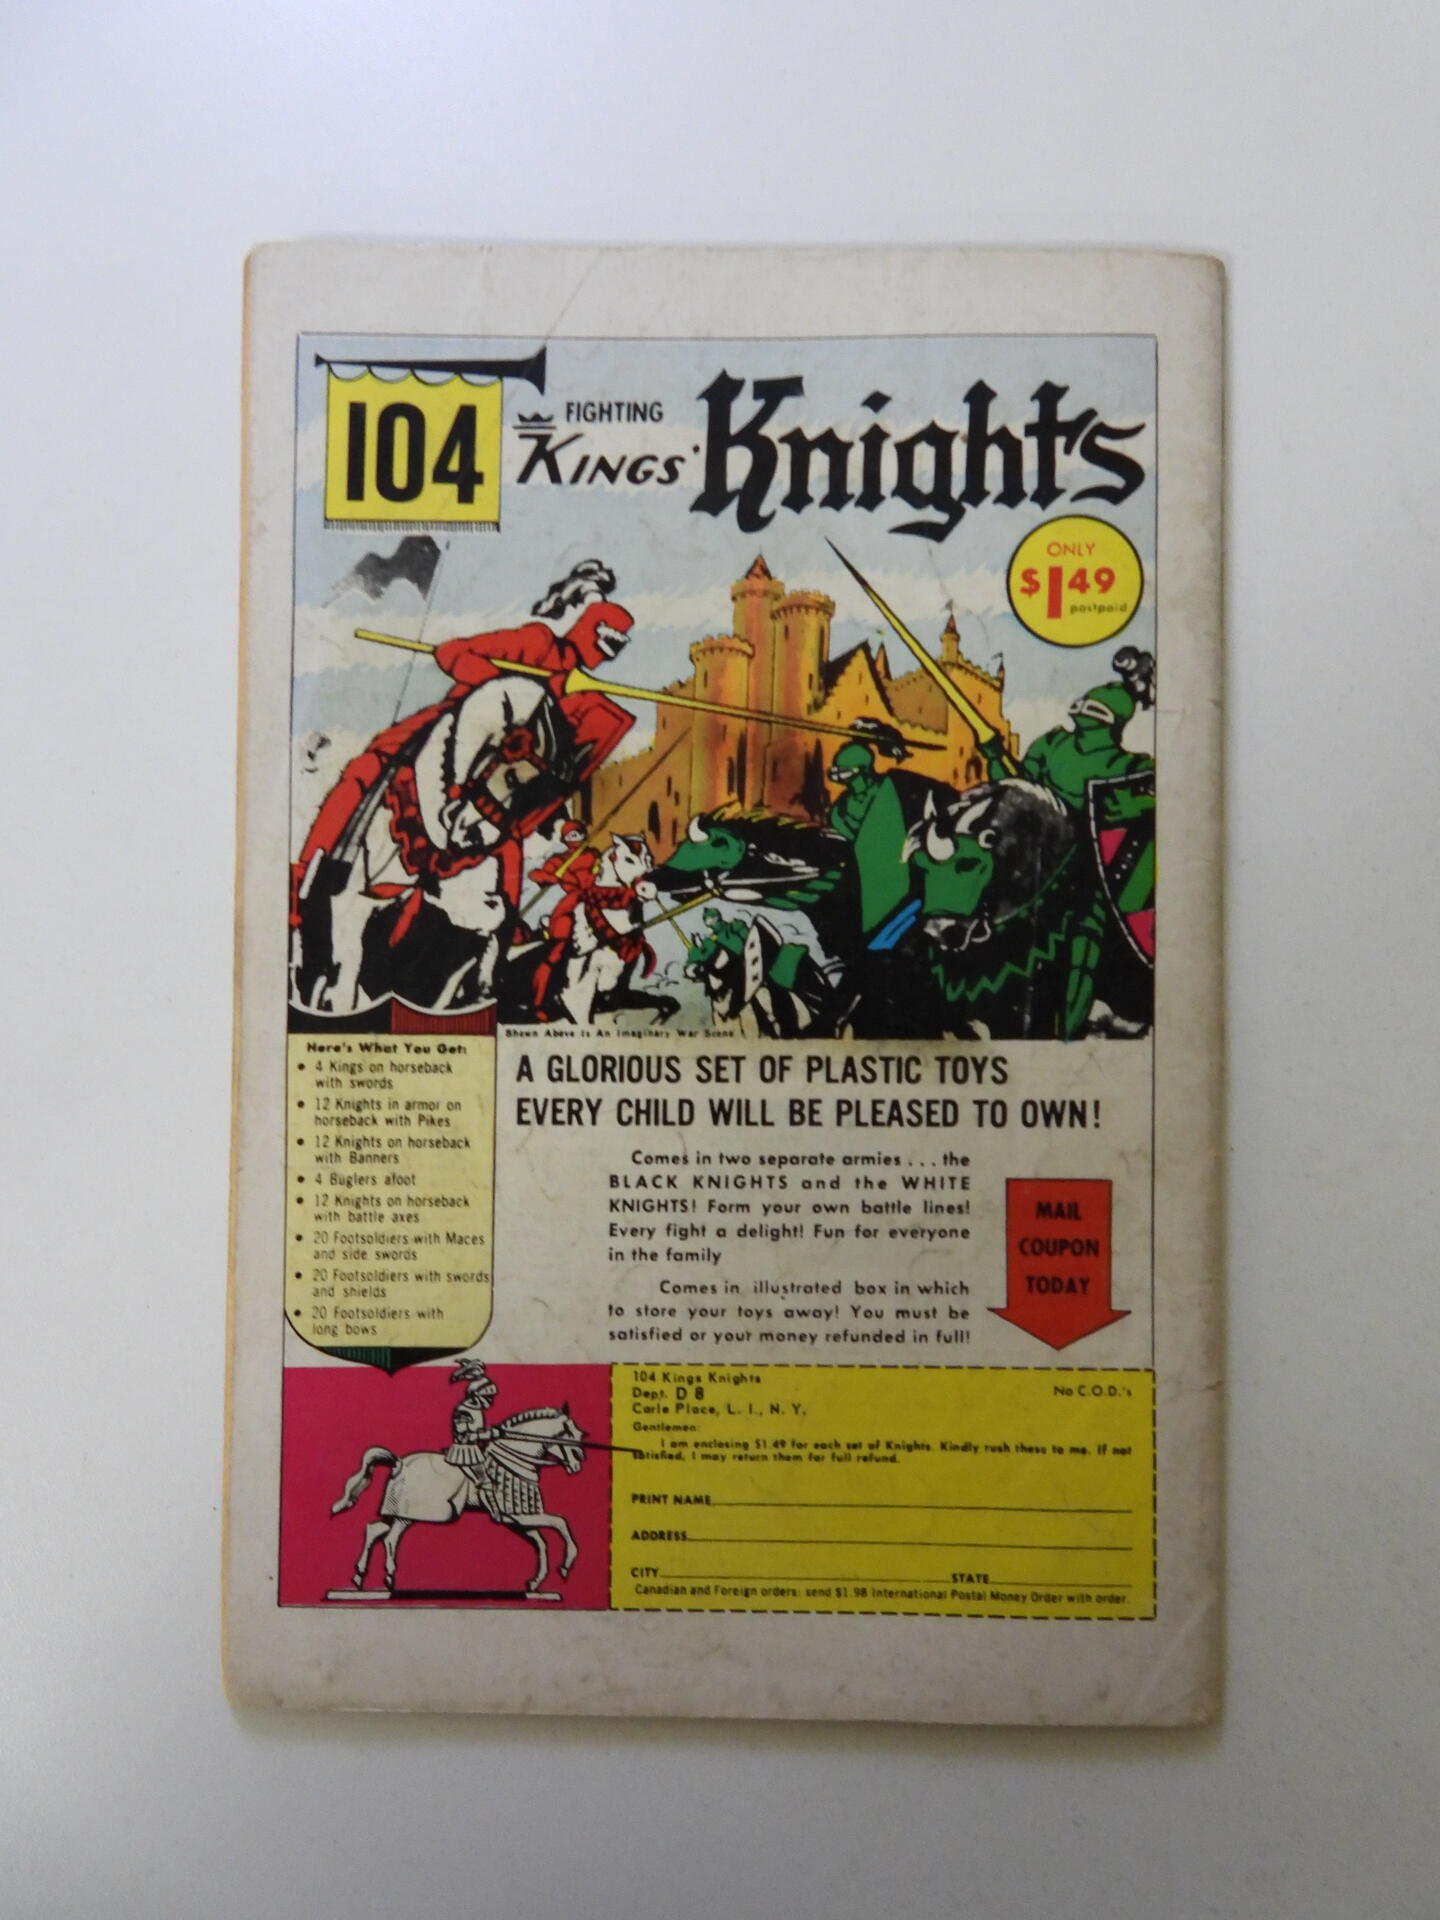 104
FIGHTING
KINGS' Knights
ONLY
$1 49
postpaid
Shown Above Is An Imaginary War Scene
Here's What You Get:
• 4 Kings on horseback
with swords
• 12 Knights in armor on
horseback with Pikes
• 12 Knights on horseback
with Banners
• 4 Buglers afoot
• 12 Knights on horseback
with battle axes
• 20 Footsoldiers with Maces
and side swords
• 20 Footsoldiers with swords
and shields
• 20 Footsoldiers with
long bows
A GLORIOUS SET OF PLASTIC TOYS
EVERY CHILD WILL BE PLEASED TO OWN!
Comes in two separate armies . . . the
BLACK KNIGHTS and the WHITE
KNIGHTS! Form your own battle lines!
Every fight a delight! Fun for everyone
in the family
Comes in illustrated box in which
to store your toys away! You must be
satisfied or your money refunded in full!
MAIL
COUPON
TODAY
104 Kings Knights
Dept. D 8
No C.O.D.'s
Carle Place, L. I., N. Y.
Gentlemen:
I am enclosing $1.49 for each set of Knights. Kindly rush these to me. If not
satisfied, I may return them for full refund.
PRINT NAME
ADDRESS
CITY STATE
Canadian and Foreign orders: send $1.98 International Postal Money Order with order.